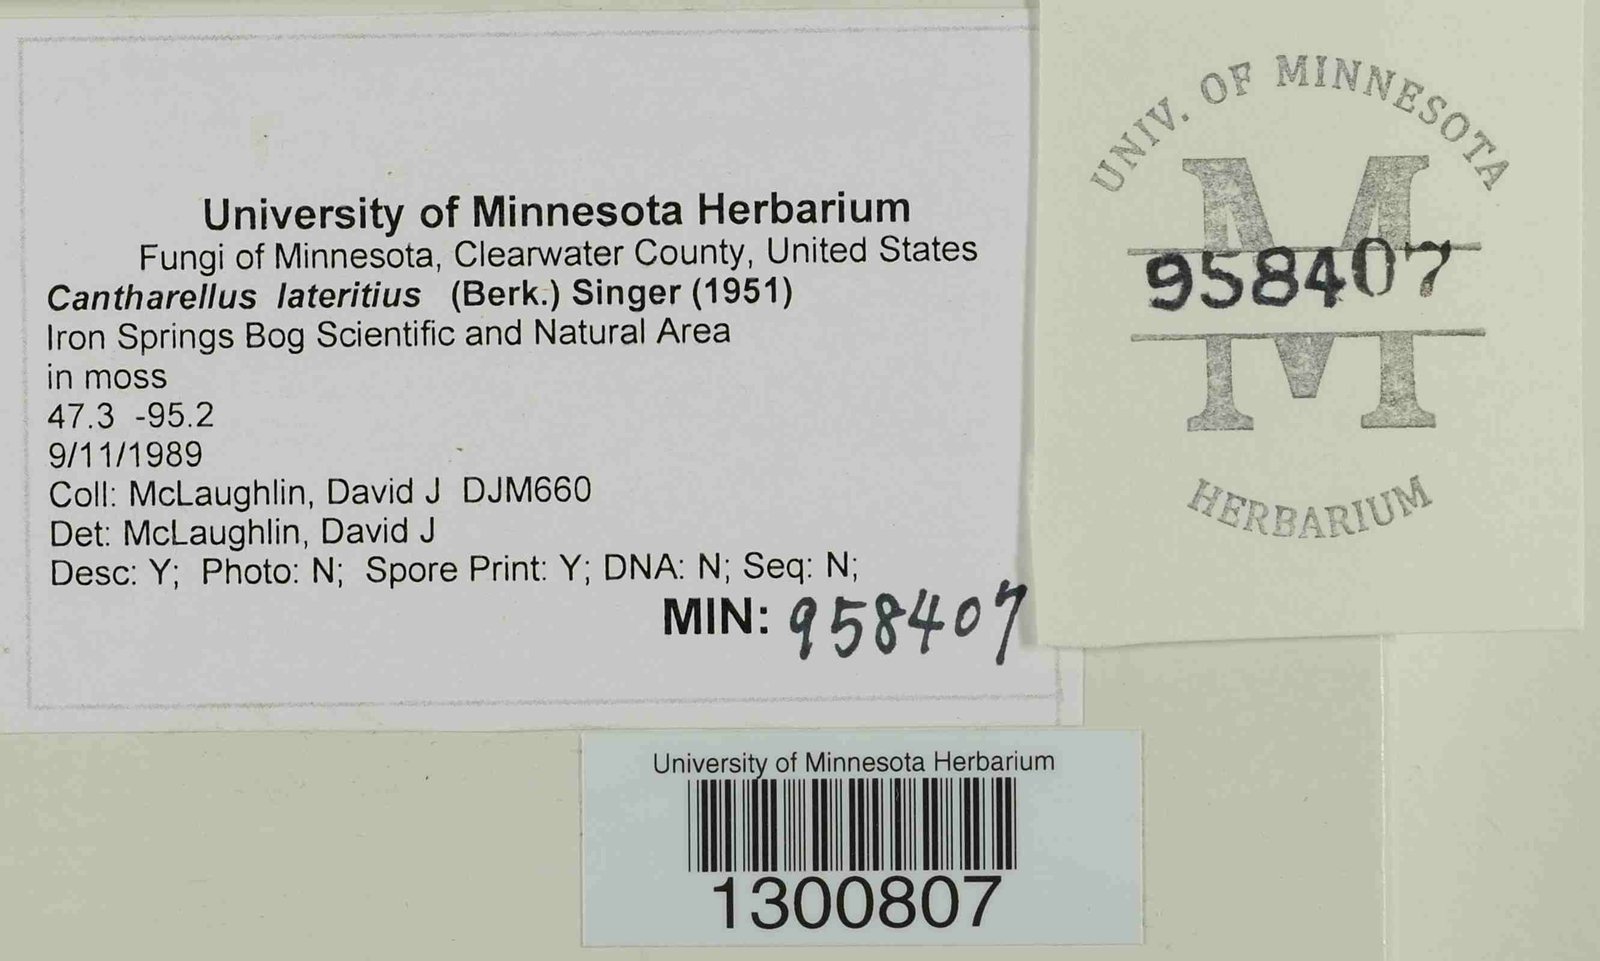 University of Minnesota Herbarium
Fungi of Minnesota, Clearwater County, United States
Cantharellus lateritius (Berk.) Singer (1951)
Iron Springs Bog Scientific and Natural Area
in moss
47.3 -95.2
9/11/1989
Coll: McLaughlin, David J DJM660
Det: McLaughlin, David J
Desc: Y; Photo: N; Spore Print: Y; DNA: N; Seq: N;
MIN: 958407
UNIV. OF MINNESOTA
M
958407
HERBARIUM
University of Minnesota Herbarium
1300807